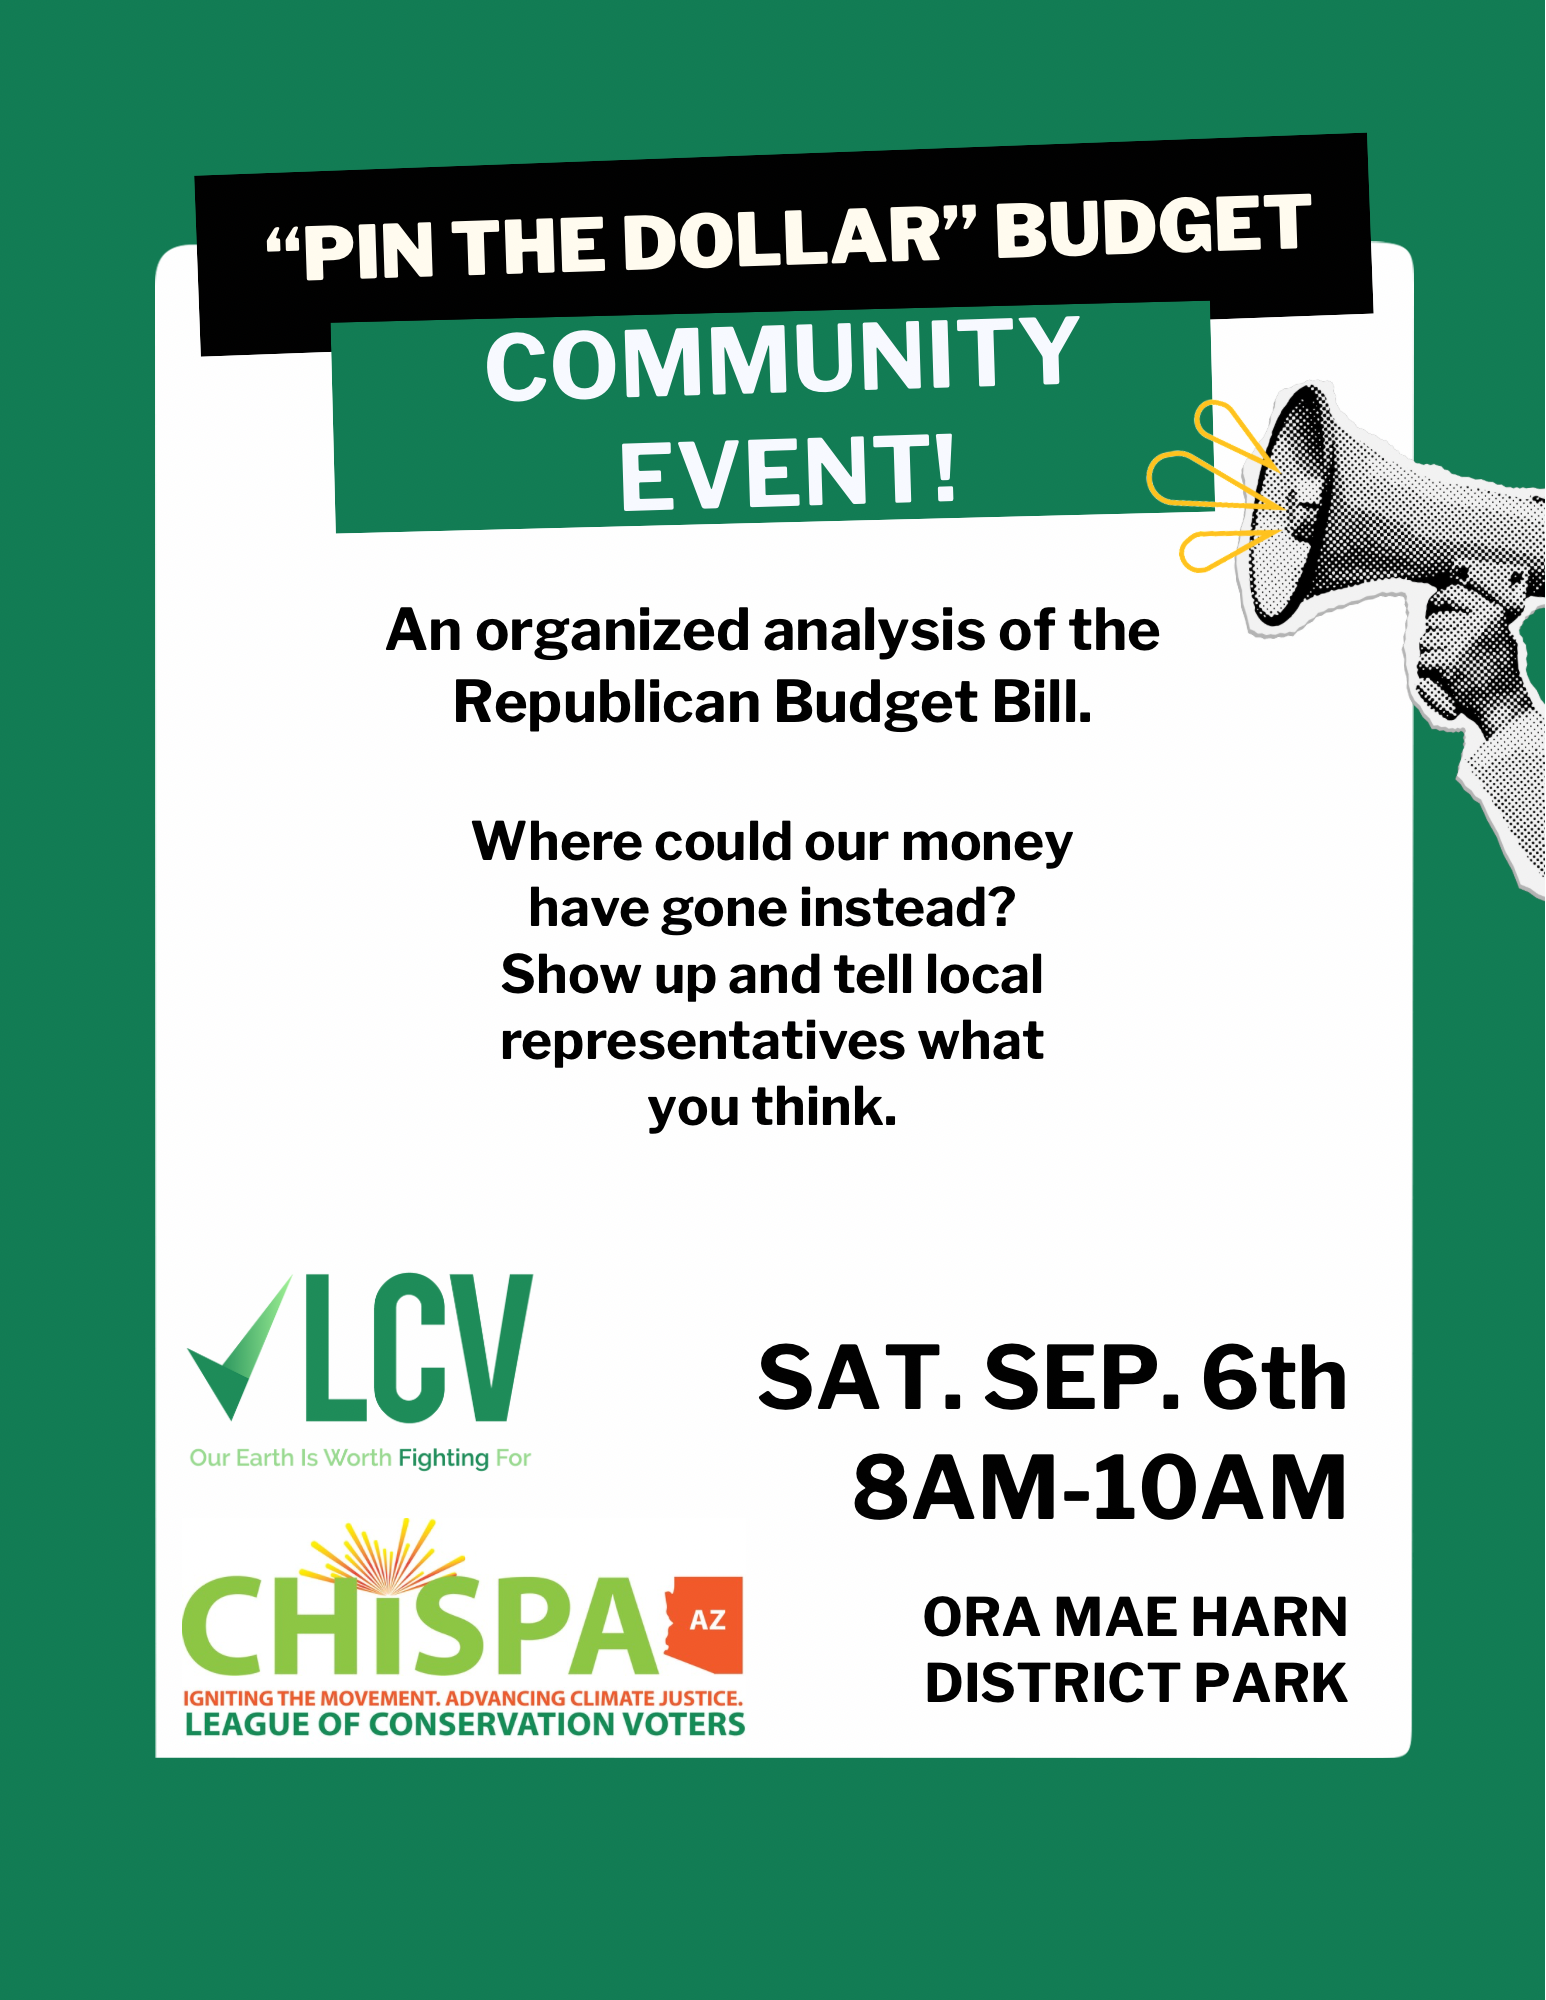 “PIN THE DOLLAR” BUDGET
COMMUNITY
EVENT!
An organized analysis of the
Republican Budget Bill.
Where could our money
have gone instead?
Show up and tell local
representatives what
you think.
LCV
Our Earth Is Worth Fighting For
CHiSPA AZ
IGNITING THE MOVEMENT. ADVANCING CLIMATE JUSTICE.
LEAGUE OF CONSERVATION VOTERS
SAT. SEP. 6th
8AM-10AM
ORA MAE HARN
DISTRICT PARK